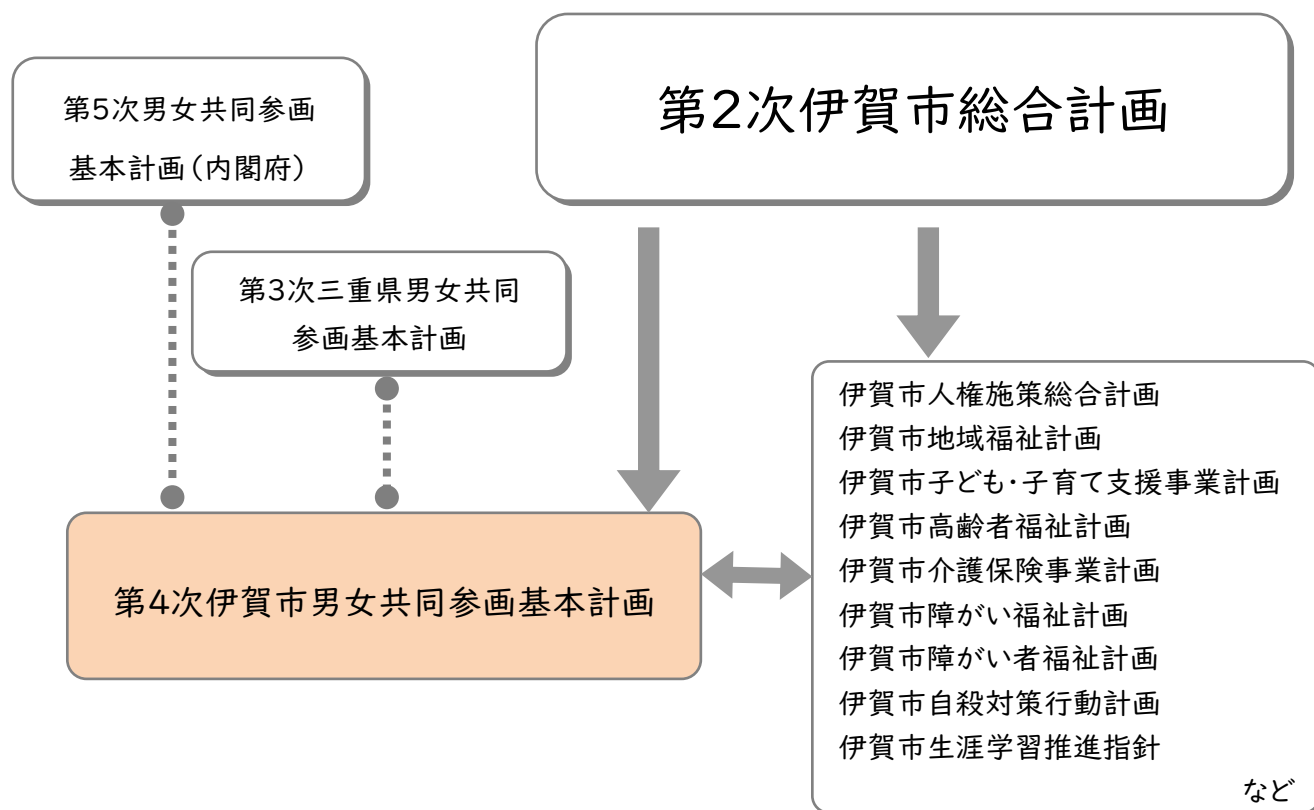 第5次男女共同参画
基本計画(内閣府)
第2次伊賀市総合計画
第3次三重県男女共同
参画基本計画
第4次伊賀市男女共同参画基本計画
伊賀市人権施策総合計画
伊賀市地域福祉計画
伊賀市子ども・子育て支援事業計画
伊賀市高齢者福祉計画
伊賀市介護保険事業計画
伊賀市障がい福祉計画
伊賀市障がい者福祉計画
伊賀市自殺対策行動計画
伊賀市生涯学習推進指針
など